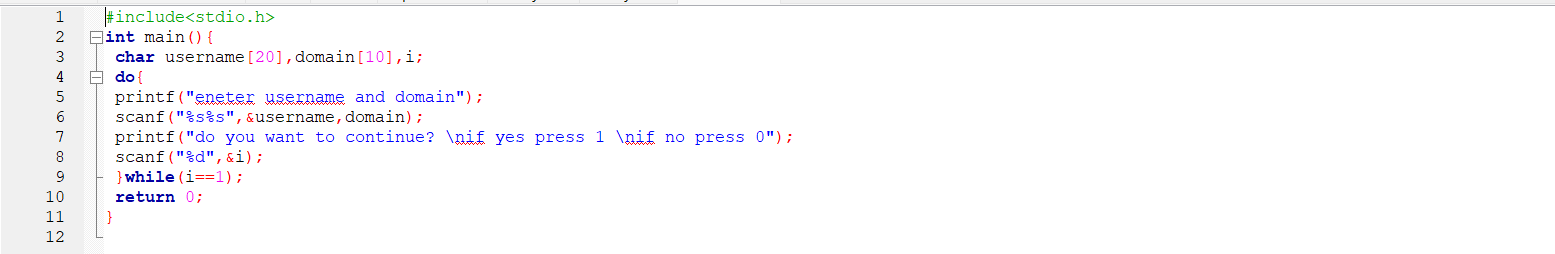 1 #include<stdio.h>
2 int main(){
3 char username[20],domain[10],i;
4 do{
5 printf("eneter username and domain");
6 scanf("%s%s",&username,domain);
7 printf("do you want to continue? \nif yes press 1 \nif no press 0");
8 scanf("%d",&i);
9 }while(i==1);
10 return 0;
11 }
12